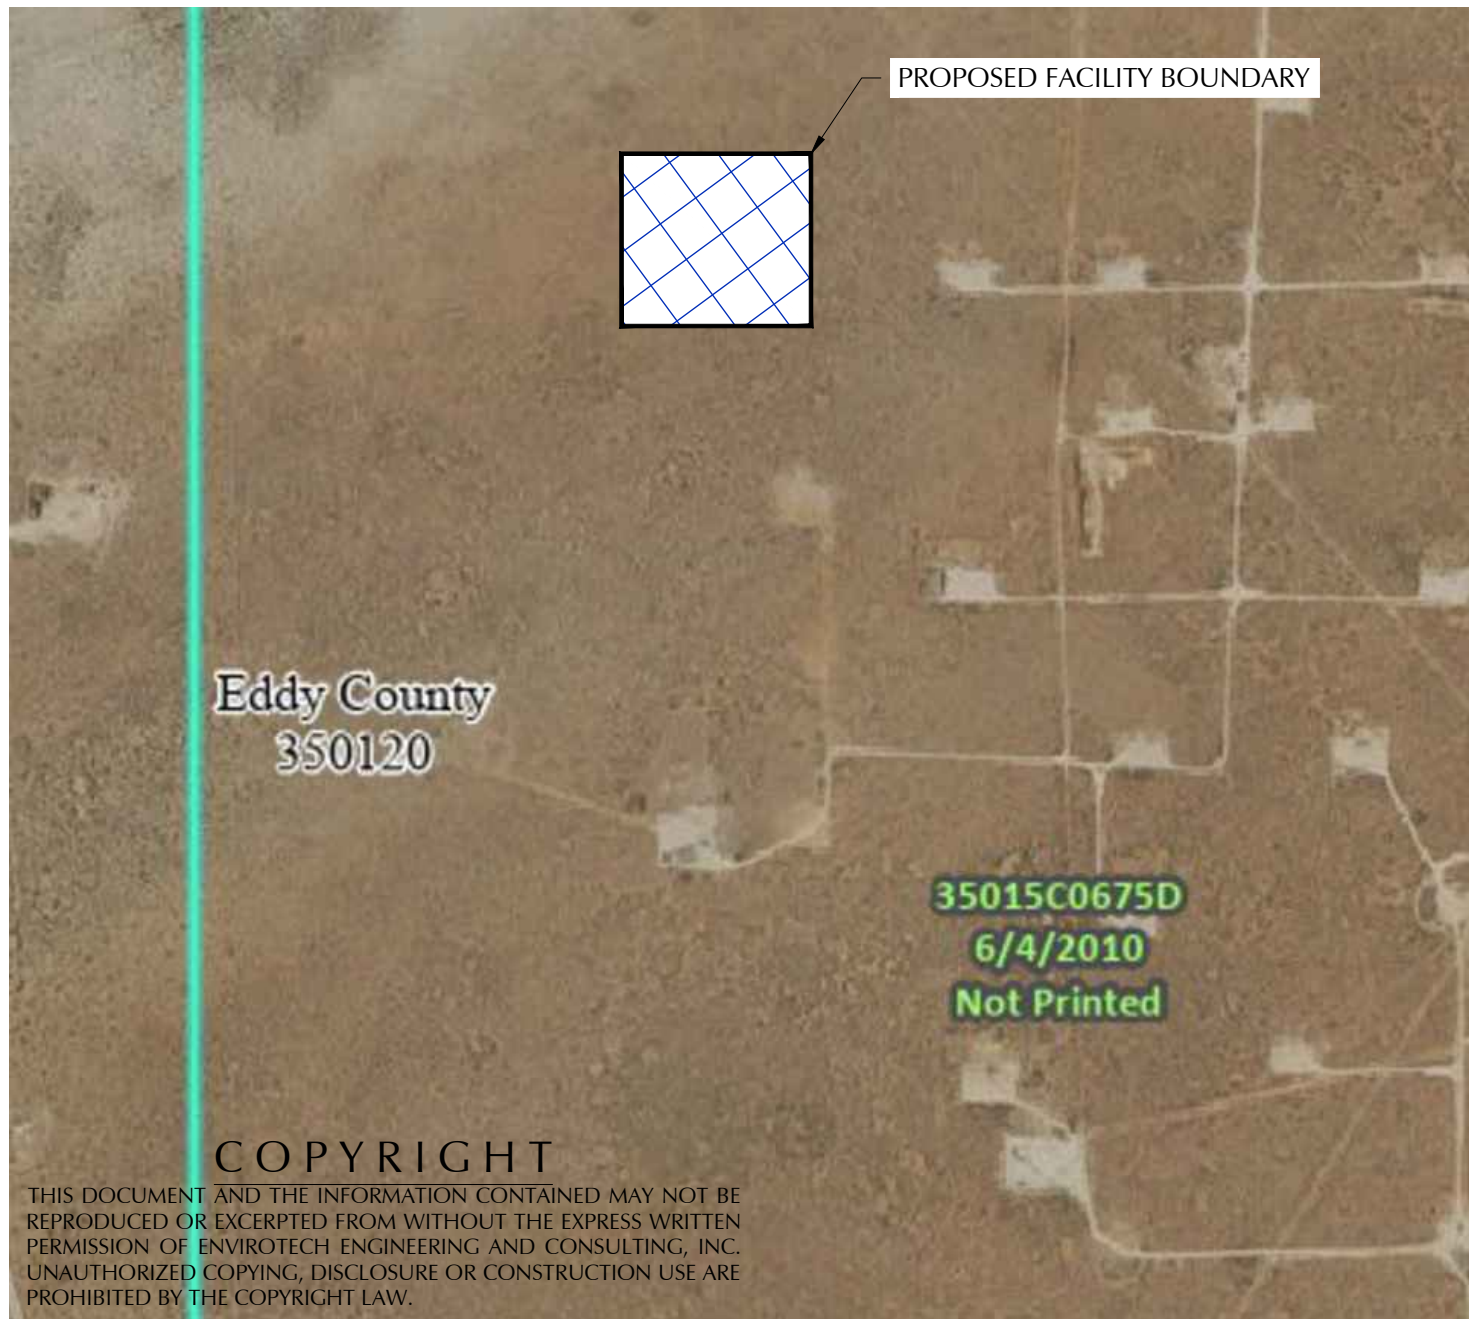 PROPOSED FACILITY BOUNDARY
Eddy County
350120
35015C0675D
6/4/2010
Not Printed
COPYRIGHT
THIS DOCUMENT AND THE INFORMATION CONTAINED MAY NOT BE
REPRODUCED OR EXCERPTED FROM WITHOUT THE EXPRESS WRITTEN
PERMISSION OF ENVIROTECH ENGINEERING AND CONSULTING, INC.
UNAUTHORIZED COPYING, DISCLOSURE OR CONSTRUCTION USE ARE
PROHIBITED BY THE COPYRIGHT LAW.